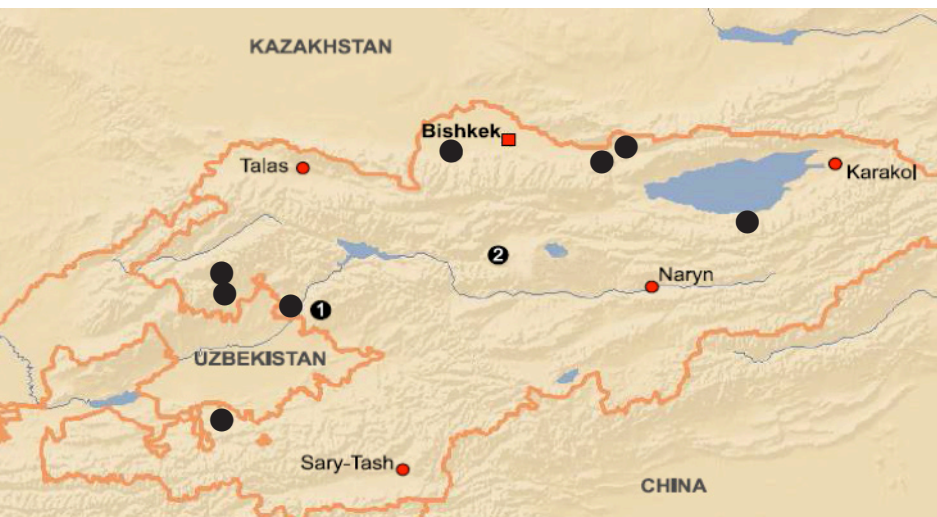 KAZAKHSTAN
Bishkek
Talas
Karakol
2
Naryn
1
UZBEKISTAN
Sary-Tash
CHINA